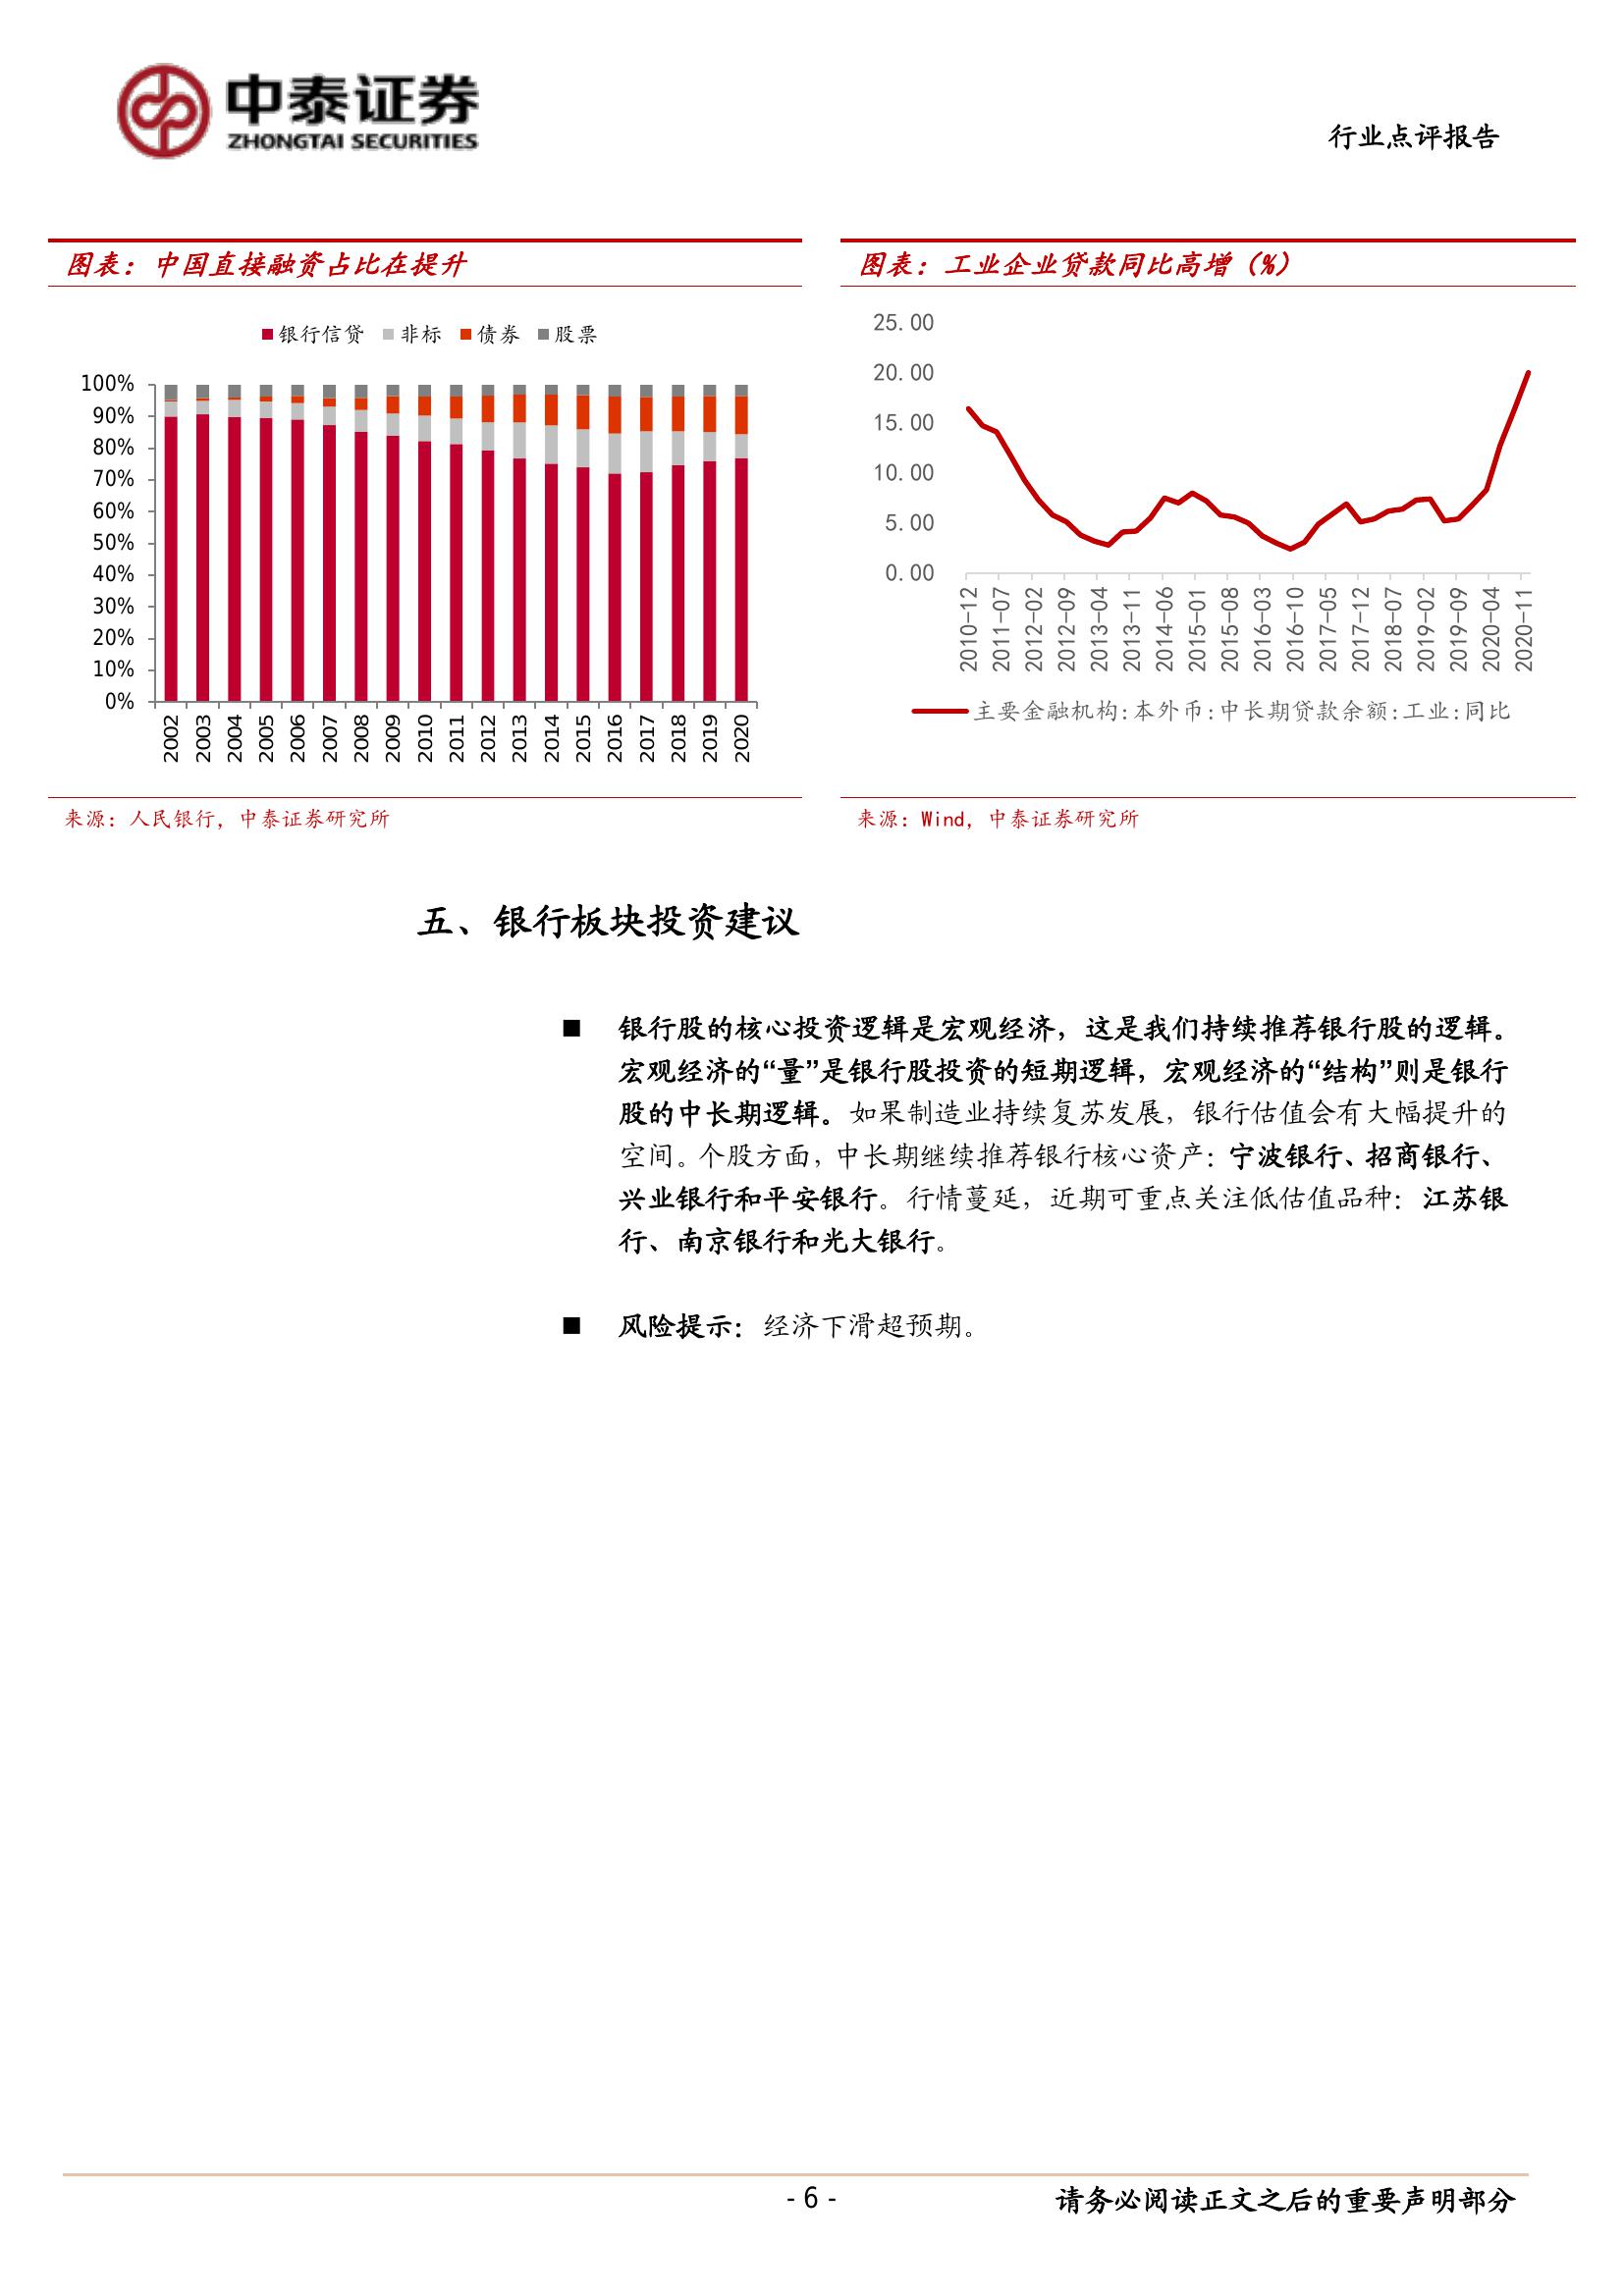 中泰证券
ZHONGTAI SECURITIES
行业点评报告
图表：中国直接融资占比在提升
银行信贷 非标 债券 股票
100%
90%
80%
70%
60%
50%
40%
30%
20%
10%
0%
2002 2003 2004 2005 2006 2007 2008 2009 2010 2011 2012 2013 2014 2015 2016 2017 2018 2019 2020
来源：人民银行，中泰证券研究所
图表：工业企业贷款同比高增（%）
25.00
20.00
15.00
10.00
5.00
0.00
2010-12 2011-07 2012-02 2012-09 2013-04 2013-11 2014-06 2015-01 2015-08 2016-03 2016-10 2017-05 2017-12 2018-07 2019-02 2019-09 2020-04 2020-11
主要金融机构:本外币:中长期贷款余额:工业:同比
来源：Wind，中泰证券研究所
五、银行板块投资建议
■ 银行股的核心投资逻辑是宏观经济，这是我们持续推荐银行股的逻辑。
宏观经济的“量”是银行股投资的短期逻辑，宏观经济的“结构”则是银行
股的中长期逻辑。如果制造业持续复苏发展，银行估值会有大幅提升的
空间。个股方面，中长期继续推荐银行核心资产：宁波银行、招商银行、
兴业银行和平安银行。行情蔓延，近期可重点关注低估值品种：江苏银
行、南京银行和光大银行。
■ 风险提示：经济下滑超预期。
- 6 -
请务必阅读正文之后的重要声明部分